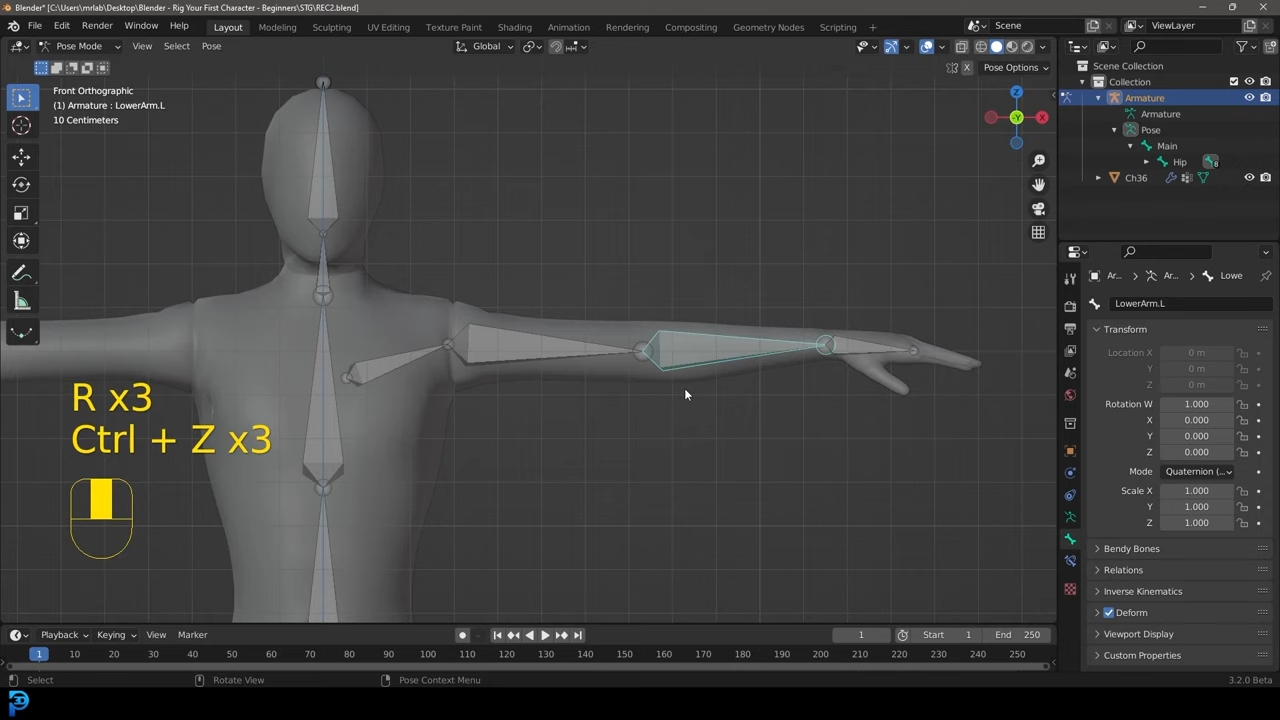 Blender* [C:\Users\mrlab\Desktop\Blender - Rig Your First Character - Beginners\STG\REC2.blend]
File Edit Render Window Help Layout Modeling Sculpting UV Editing Texture Paint Shading Animation Rendering Compositing Geometry Nodes Scripting Scene ViewLayer
Pose Mode View Select Pose Global
X Pose Options
Front Orthographic
(1) Armature : LowerArm.L
10 Centimeters
Z
-Y
X
R x3
Ctrl + Z x3
Scene Collection
Collection
Armature
Armature
Pose
Main
Hip 8
Ch36
Ar... Ar... Lowe
LowerArm.L
Transform
Location X 0 m
Y 0 m
Z 0 m
Rotation W 1.000
X 0.000
Y 0.000
Z 0.000
Mode Quaternion (...
Scale X 1.000
Y 1.000
Z 1.000
Bendy Bones
Relations
Inverse Kinematics
Deform
Viewport Display
Custom Properties
Playback Keying View Marker 1 Start 1 End 250
1 10 20 30 40 50 60 70 80 90 100 110 120 130 140 150 160 170 180 190 200 210 220 230 240 250
Select Rotate View Pose Context Menu 3.2.0 Beta